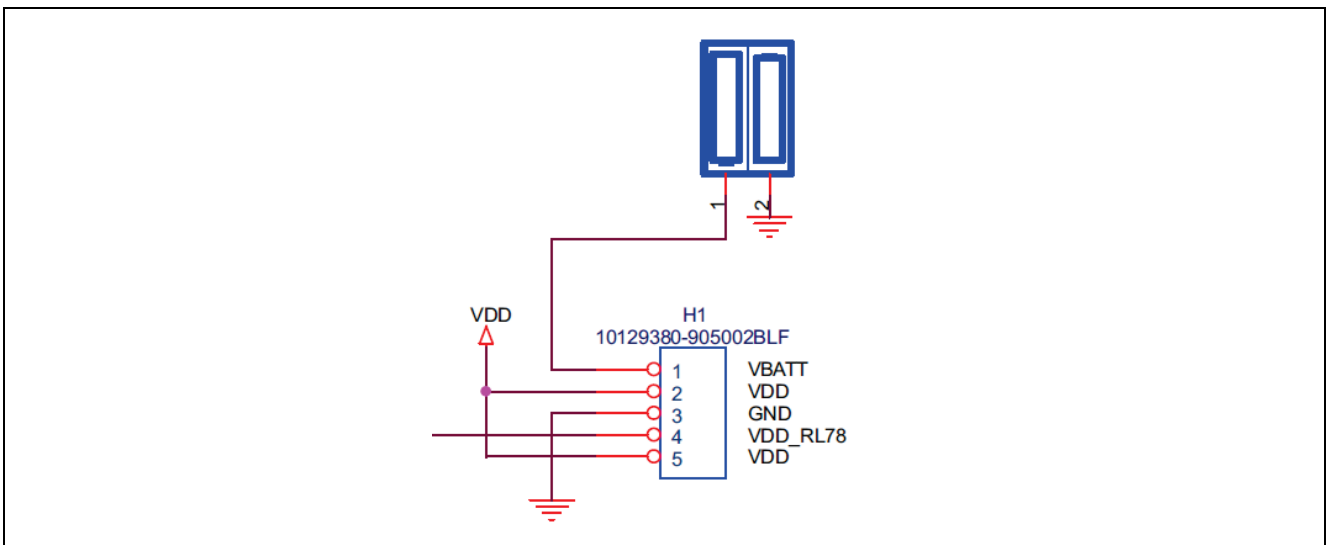 1
2
VDD
H1
10129380-905002BLF
1 VBATT
2 VDD
3 GND
4 VDD_RL78
5 VDD